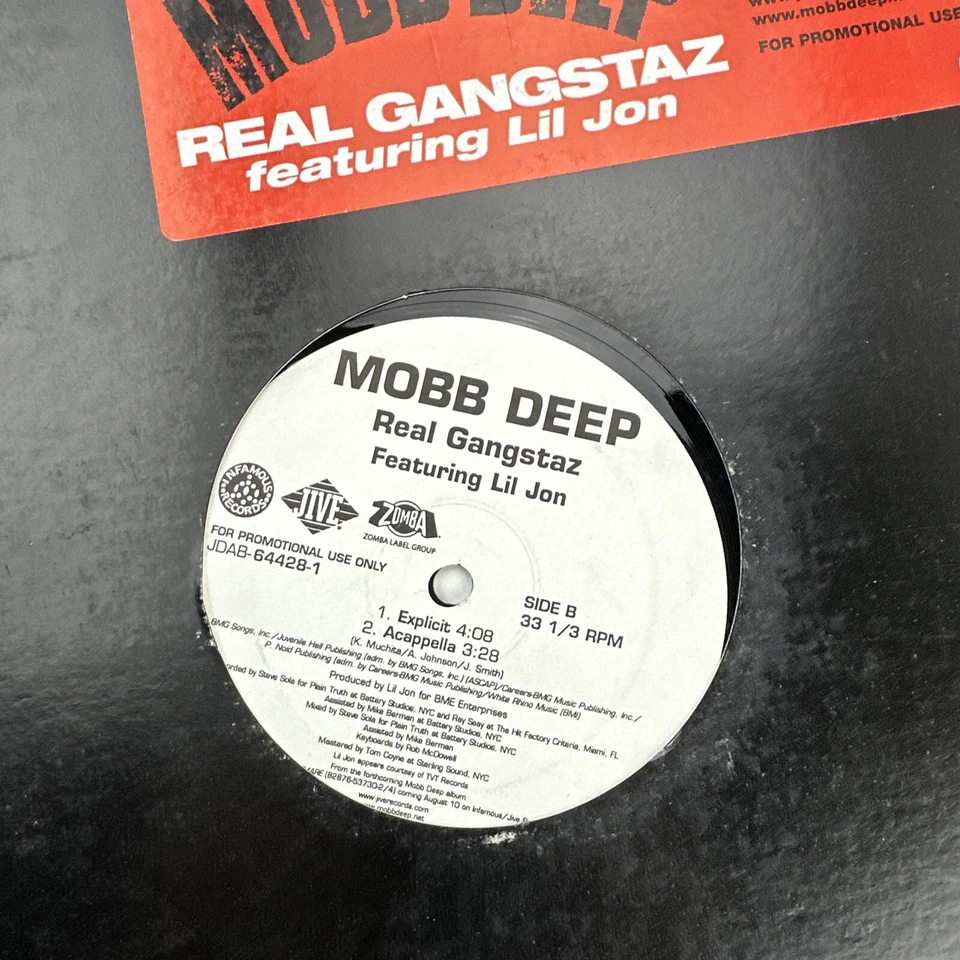 MOBB DEEP
www.mobbdeep.
FOR PROMOTIONAL USE
REAL GANGSTAZ
featuring Lil Jon
MOBB DEEP
Real Gangstaz
Featuring Lil Jon
INFAMOUS RECORDS
JIVE
ZOMBA
ZOMBA LABEL GROUP
FOR PROMOTIONAL USE ONLY
JDAB-64428-1
SIDE B
33 1/3 RPM
1. Explicit 4:08
2. Acappella 3:28
(K. Muchita/A. Johnson/J. Smith)
BMG Songs, Inc./Juvenile Hell Publishing (adm. by BMG Songs, Inc.) (ASCAP)/Careers-BMG Music Publishing, Inc./
P. Noid Publishing (adm. by Careers-BMG Music Publishing/White Rhino Music (BMI)
Produced by Lil Jon for BME Enterprises
orded by Steve Sola for Plain Truth at Battery Studios, NYC and Ray Seay at The Hit Factory Criteria, Miami, FL
Assisted by Mike Berman at Battery Studios, NYC
Mixed by Steve Sola for Plain Truth at Battery Studios, NYC
Assisted by Mike Berman
Keyboards by Rob McDowell
Mastered by Tom Coyne at Sterling Sound, NYC
Lil Jon appears courtesy of TVT Records
From the forthcoming Mobb Deep album
(82876-53730-2/4) coming August 10 on Infamous/Jive
www.jiverecords.com
mobbdeep.net